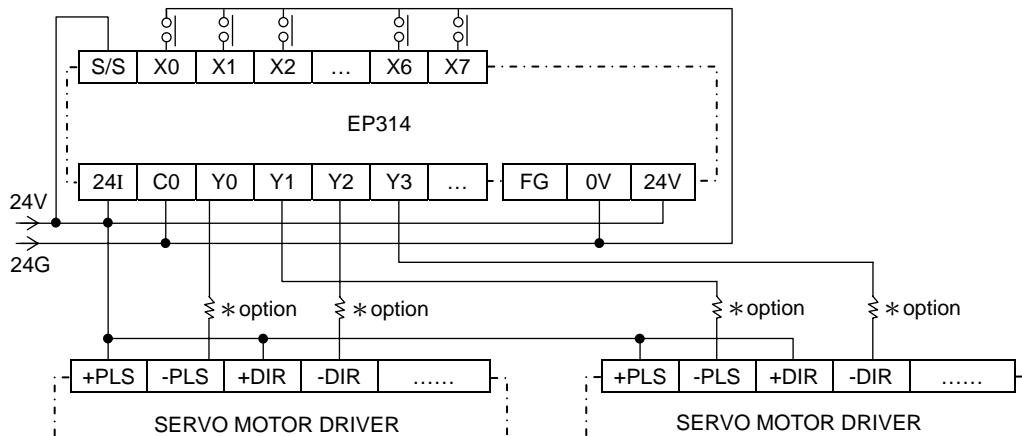 S/S X0 X1 X2 … X6 X7
EP314
24I C0 Y0 Y1 Y2 Y3 … FG 0V 24V
24V
24G
＊option ＊option ＊option ＊option
+PLS -PLS +DIR -DIR …… +PLS -PLS +DIR -DIR ……
SERVO MOTOR DRIVER SERVO MOTOR DRIVER